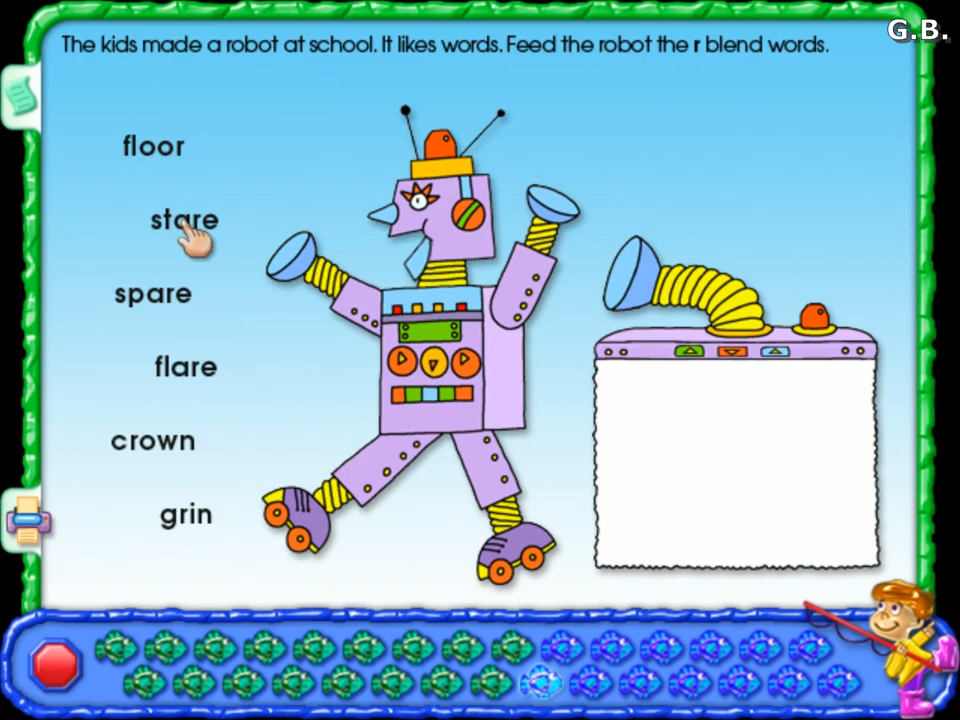 The kids made a robot at school. It likes words. Feed the robot the r blend words.
G.B.
floor
stare
spare
flare
crown
grin